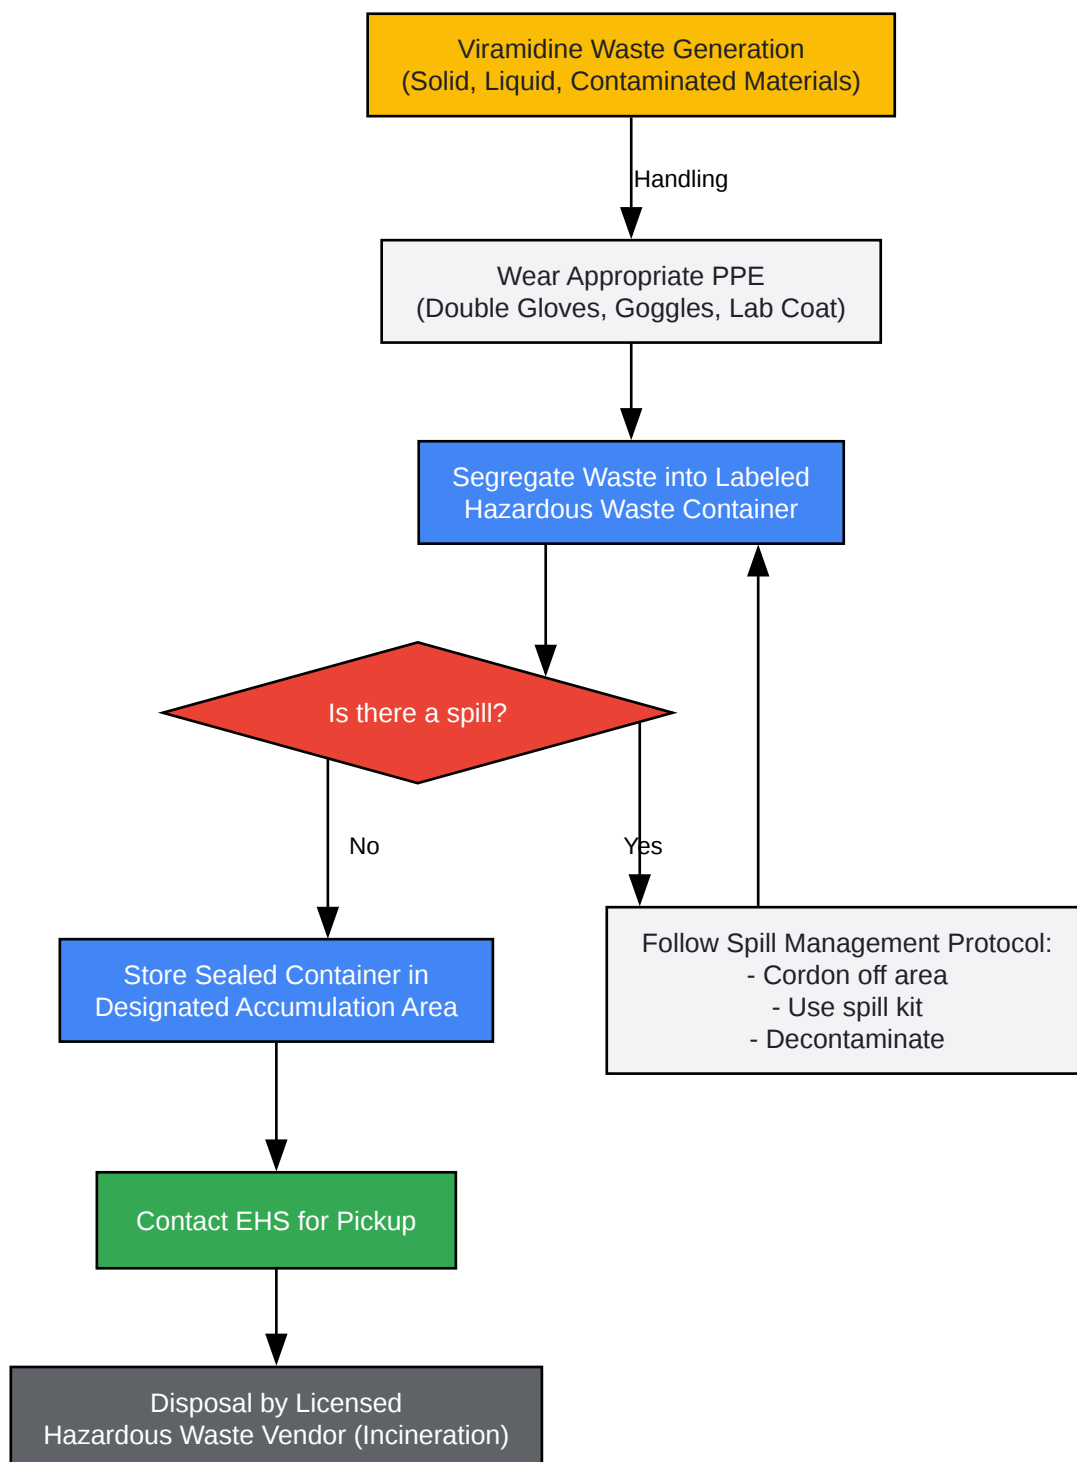 Viramidine Waste Generation
(Solid, Liquid, Contaminated Materials)
Handling
Wear Appropriate PPE
(Double Gloves, Goggles, Lab Coat)
Segregate Waste into Labeled
Hazardous Waste Container
Is there a spill?
No
Yes
Store Sealed Container in
Designated Accumulation Area
Follow Spill Management Protocol:
- Cordon off area
- Use spill kit
- Decontaminate
Contact EHS for Pickup
Disposal by Licensed
Hazardous Waste Vendor (Incineration)